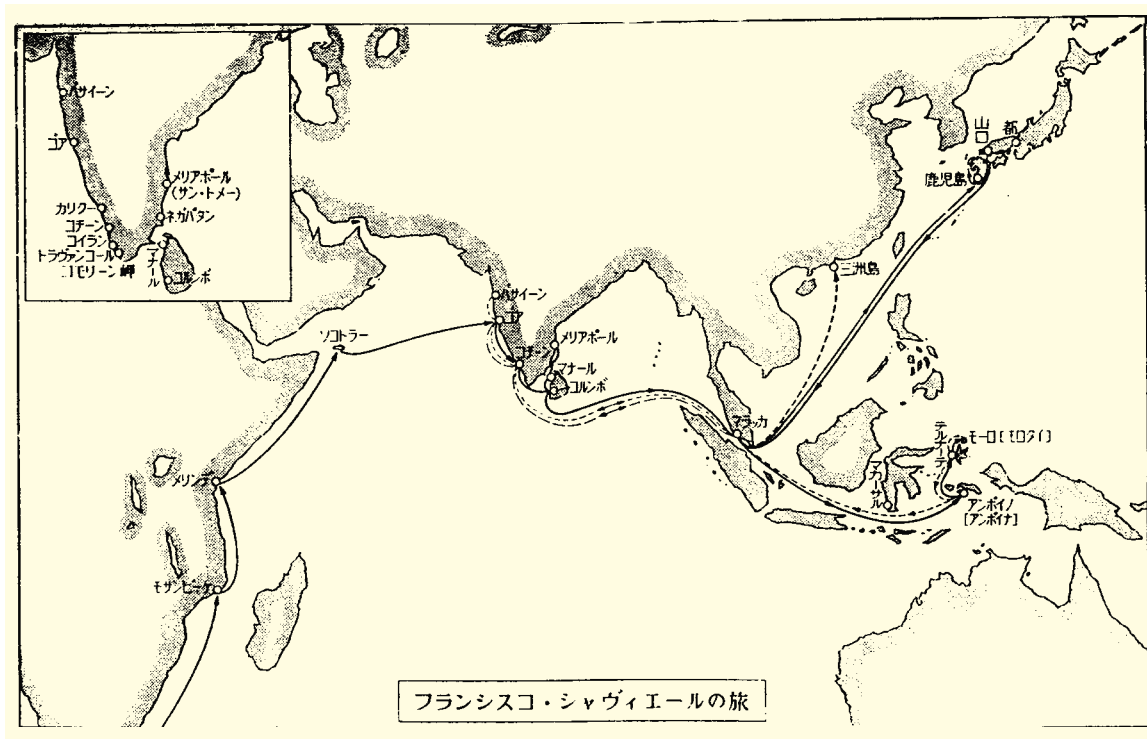 バサイーン
ゴア
カリクー
コチーン
コイラン
トラヴァンコール
コモリーン岬
メリアポール
(サン・トメー)
ネガパタン
マナール
コルンボ
山口
都
鹿児島
三洲島
バサイーン
ゴア
コチーン
メリアポール
マナール
コルンボ
ソコトラー
マラッカ
メリンデ
モザンビーケ
テルナーテ
モーロ[モロタイ]
マカーサル
アンボイノ
[アンボイナ]
フランシスコ・シャヴィエールの旅